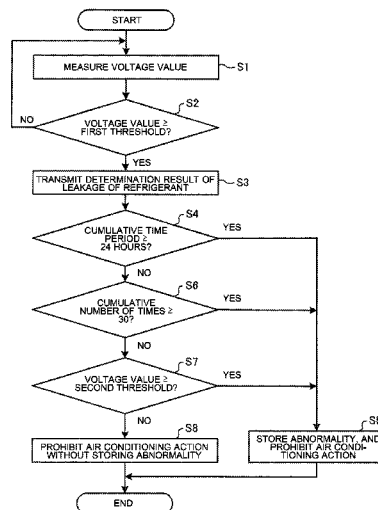 START
MEASURE VOLTAGE VALUE
S1
S2
VOLTAGE VALUE ≥
FIRST THRESHOLD?
NO
YES
TRANSMIT DETERMINATION RESULT OF
LEAKAGE OF REFRIGERANT
S3
S4
CUMULATIVE TIME
PERIOD ≥
24 HOURS?
YES
NO
S6
CUMULATIVE
NUMBER OF TIMES ≥
30?
YES
NO
S7
VOLTAGE VALUE ≥
SECOND THRESHOLD?
YES
NO
S8
PROHIBIT AIR CONDITIONING ACTION
WITHOUT STORING ABNORMALITY
STORE ABNORMALITY, AND
PROHIBIT AIR CONDI-
TIONING ACTION
END